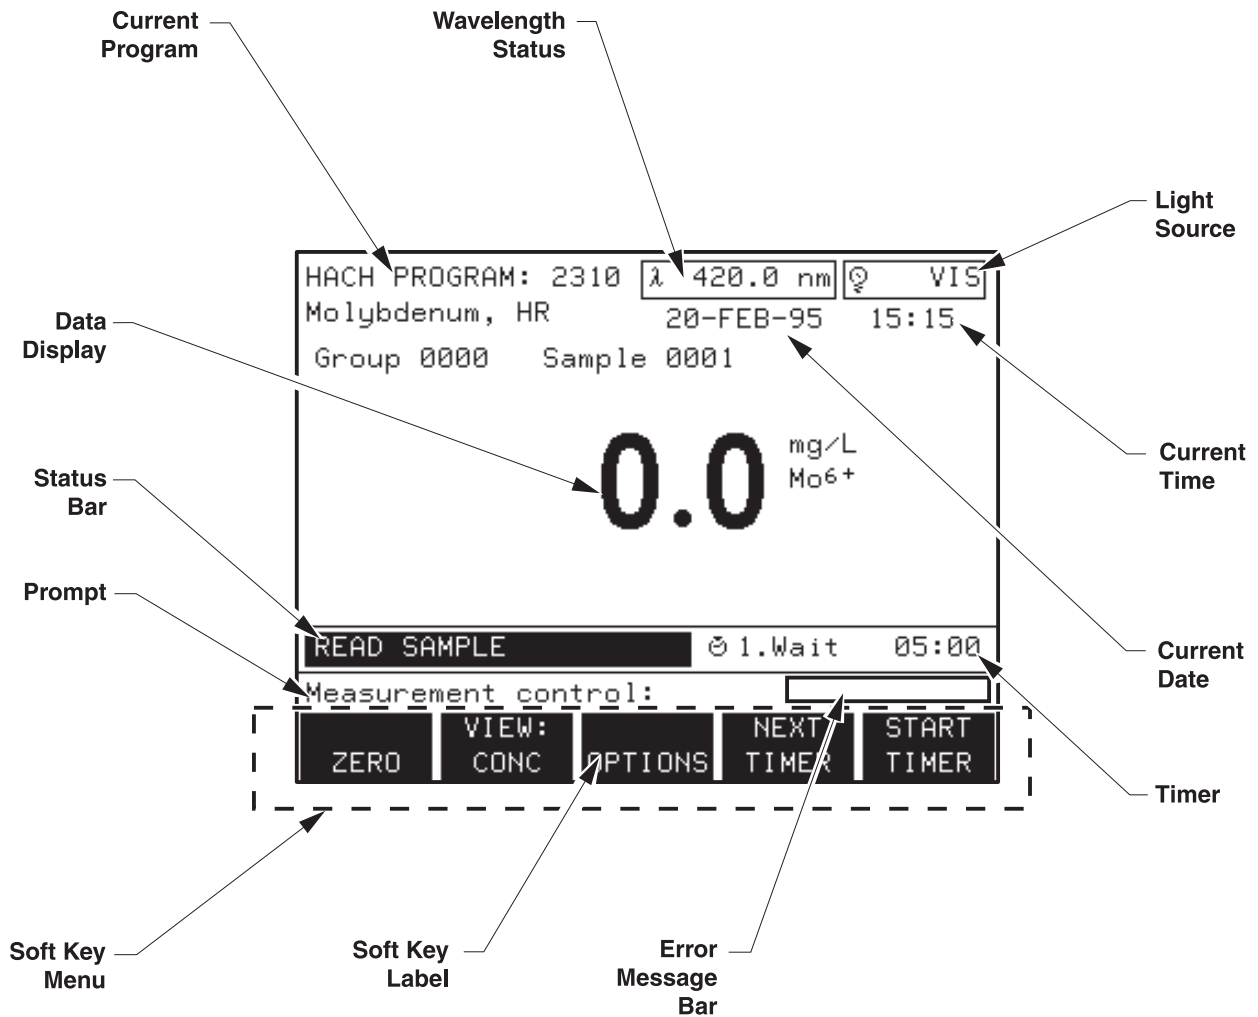 Current
Program
Wavelength
Status
Light
Source
HACH PROGRAM: 2310 λ 420.0 nm VIS
Molybdenum, HR 20-FEB-95 15:15
Group 0000 Sample 0001
Data
Display
0.0 mg/L
Mo6+
Current
Time
Status
Bar
Prompt
READ SAMPLE 1.Wait 05:00
Measurement control:
Current
Date
VIEW: NEXT START
ZERO CONC OPTIONS TIMER TIMER
Timer
Soft Key
Menu
Soft Key
Label
Error
Message
Bar